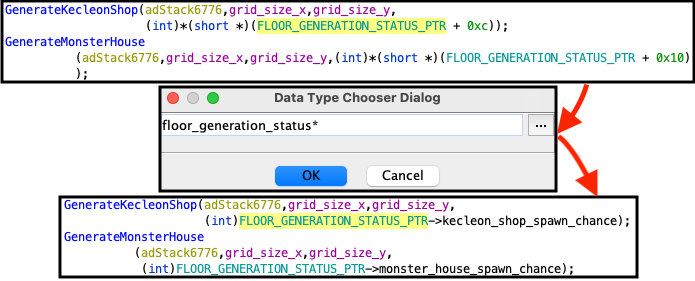 GenerateKecleonShop(adStack6776,grid_size_x,grid_size_y,
(int)*(short *)(FLOOR_GENERATION_STATUS_PTR + 0xc));
GenerateMonsterHouse
(adStack6776,grid_size_x,grid_size_y,(int)*(short *)(FLOOR_GENERATION_STATUS_PTR + 0x10)
);
Data Type Chooser Dialog
floor_generation_status*
...
OK Cancel
GenerateKecleonShop(adStack6776,grid_size_x,grid_size_y,
(int)FLOOR_GENERATION_STATUS_PTR->kecleon_shop_spawn_chance);
GenerateMonsterHouse
(adStack6776,grid_size_x,grid_size_y,
(int)FLOOR_GENERATION_STATUS_PTR->monster_house_spawn_chance);